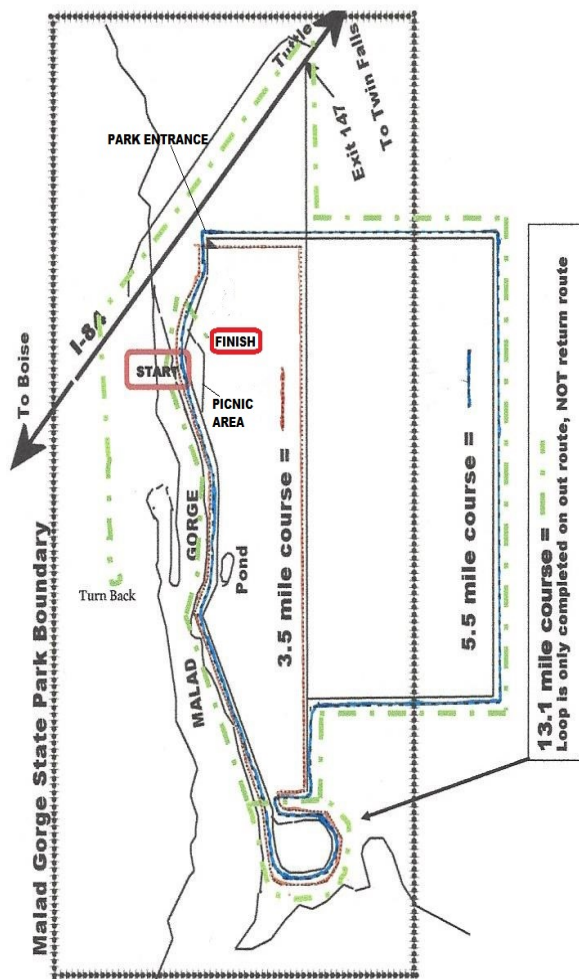 Malad Gorge State Park Boundary
To Boise
I-84
Tuttle
To Twin Falls
Exit 147
PARK ENTRANCE
START
FINISH
PICNIC
AREA
Turn Back
MALAD GORGE
Pond
3.5 mile course =
5.5 mile course =
13.1 mile course =
Loop is only completed on out route, NOT return route